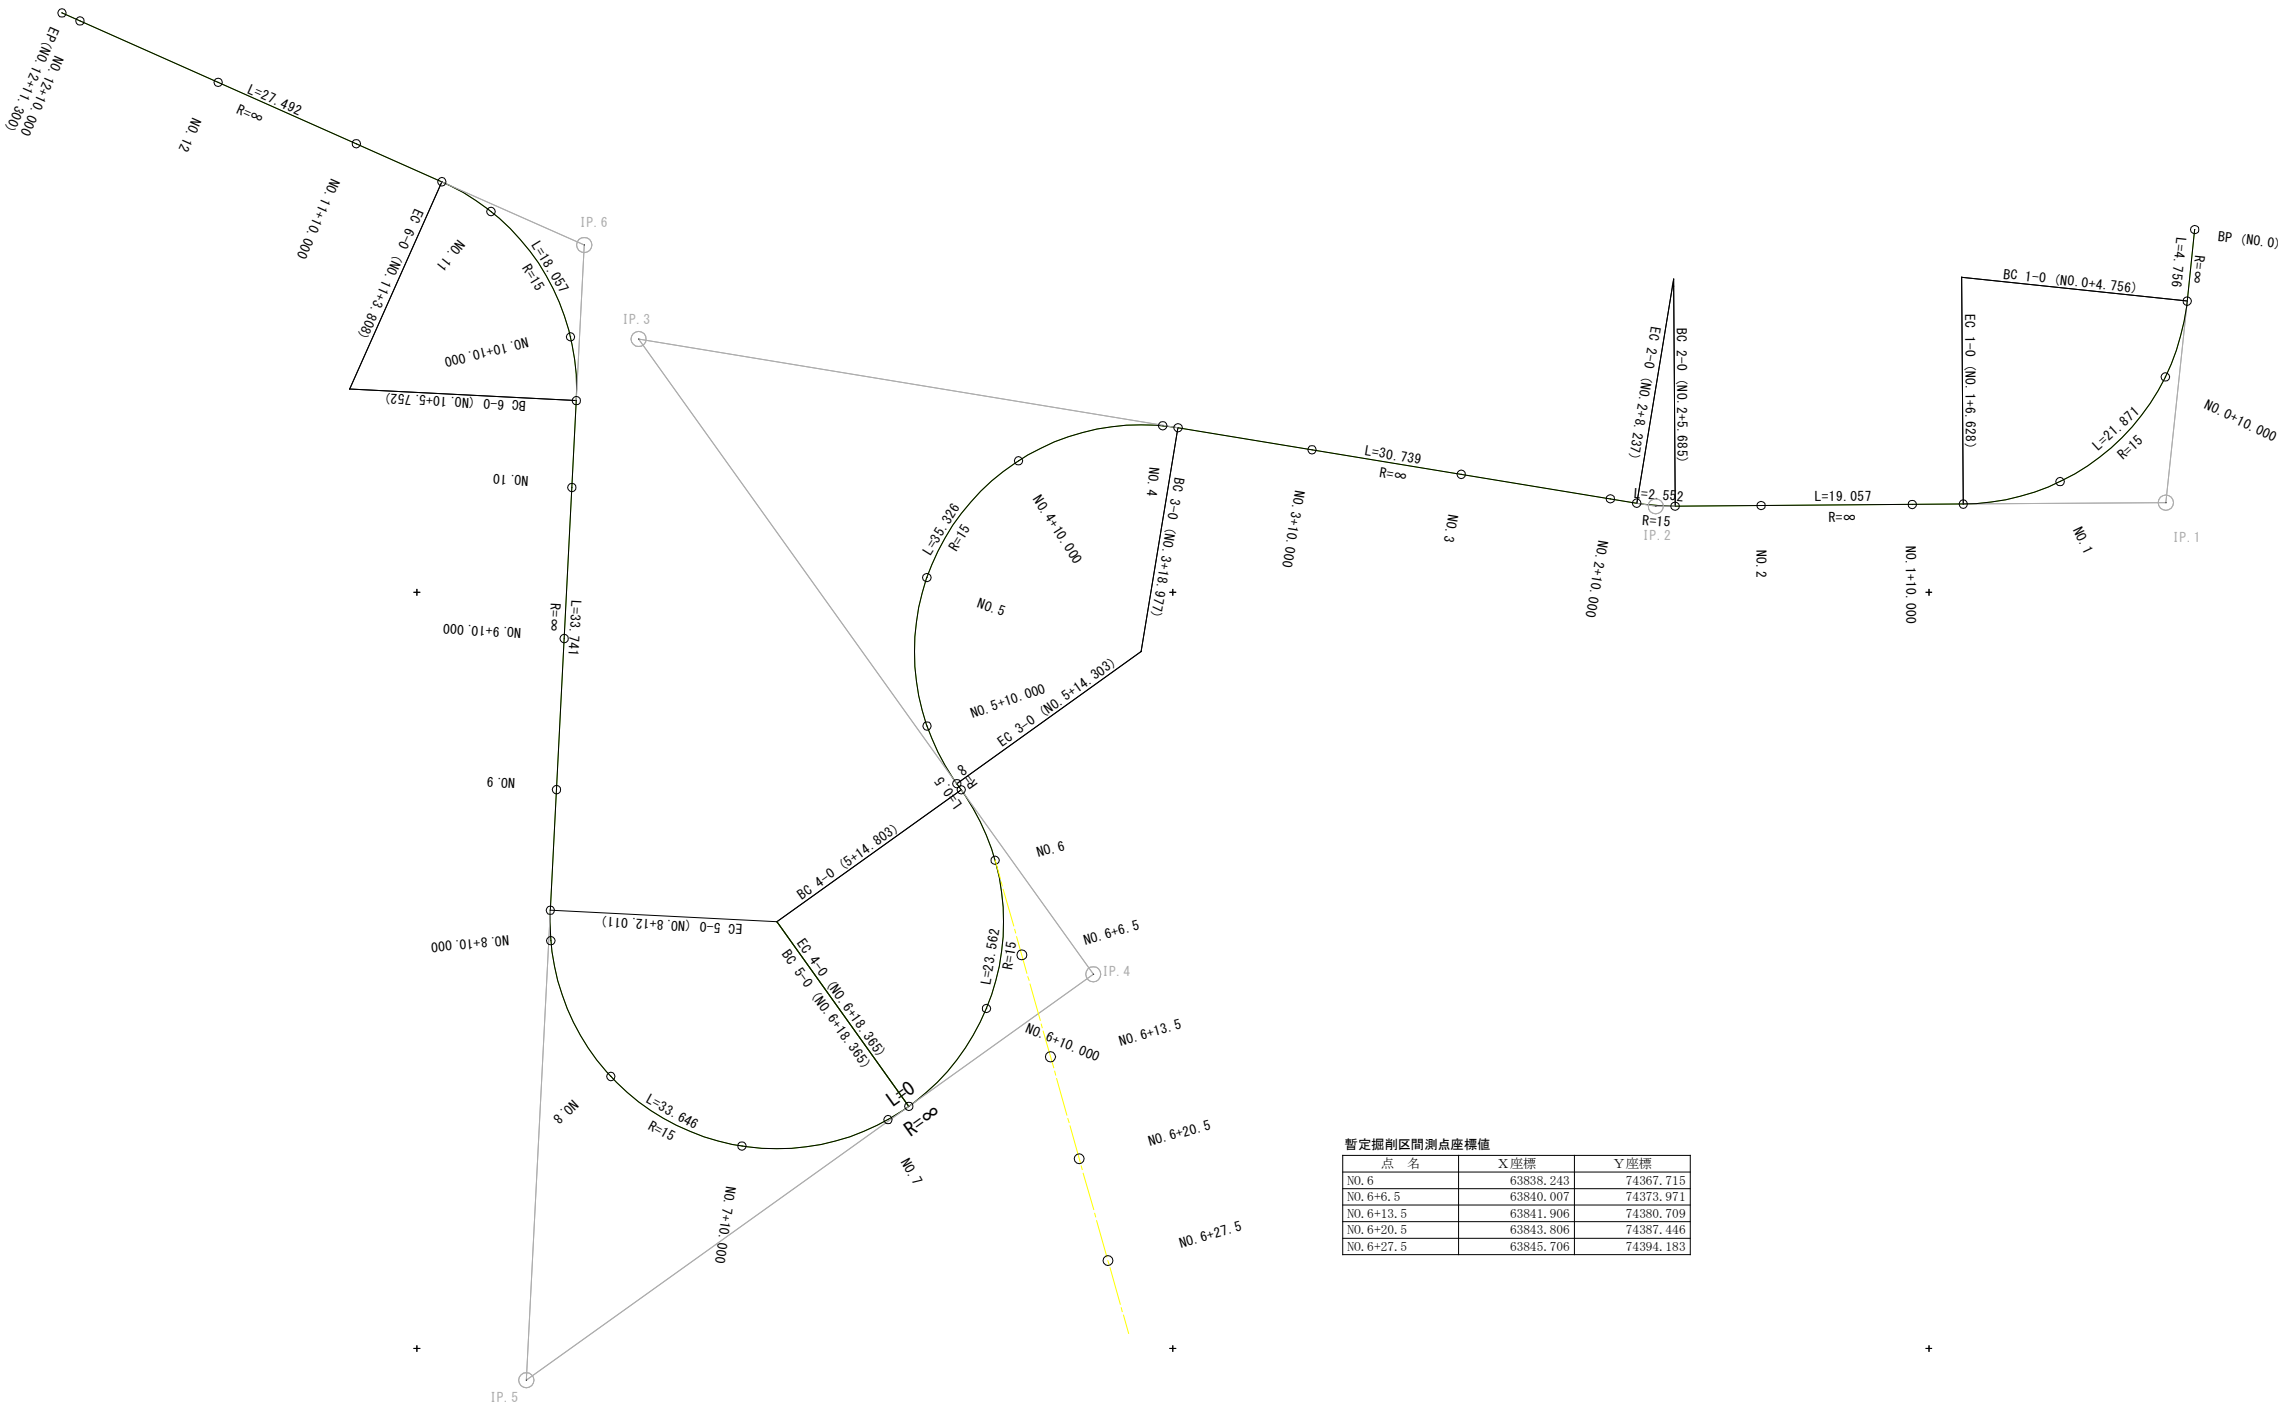 BP (NO.0)
L=4.756
R=∞
BC 1-0 (NO.0+4.756)
NO.0+10.000
L=21.871
R=15
EC 1-0 (NO.1+6.628)
IP.1
NO.1
NO.1+10.000
L=19.057
R=∞
NO.2
BC 2-0 (NO.2+5.685)
EC 2-0 (NO.2+8.237)
L=2.552
R=15
IP.2
NO.2+10.000
NO.3
L=30.739
R=∞
NO.3+10.000
BC 3-0 (NO.3+18.977)
NO.4
IP.3
NO.4+10.000
L=35.326
R=15
NO.5
NO.5+10.000
EC 3-0 (NO.5+14.303)
R=∞
L=0.5
BC 4-0 (5+14.803)
NO.6
NO.6+6.5
IP.4
L=23.562
R=15
NO.6+10.000
NO.6+13.5
NO.6+20.5
NO.6+27.5
EC 4-0 (NO.6+18.365)
BC 5-0 (NO.6+18.365)
L=0
R=∞
NO.7
NO.7+10.000
L=33.646
R=15
NO.8
IP.5
NO.8+10.000
EC 5-0 (NO.8+12.011)
NO.9
NO.9+10.000
L=33.741
R=∞
NO.10
BC 6-0 (NO.10+5.752)
NO.10+10.000
L=18.057
R=15
IP.6
NO.11
EC 6-0 (NO.11+3.808)
NO.11+10.000
L=27.492
R=∞
NO.12
NO.12+10.000
EP(NO.12+11.300)
暫定掘削区間測点座標値
点 名 X座標 Y座標
NO.6 63838.243 74367.715
NO.6+6.5 63840.007 74373.971
NO.6+13.5 63841.906 74380.709
NO.6+20.5 63843.806 74387.446
NO.6+27.5 63845.706 74394.183